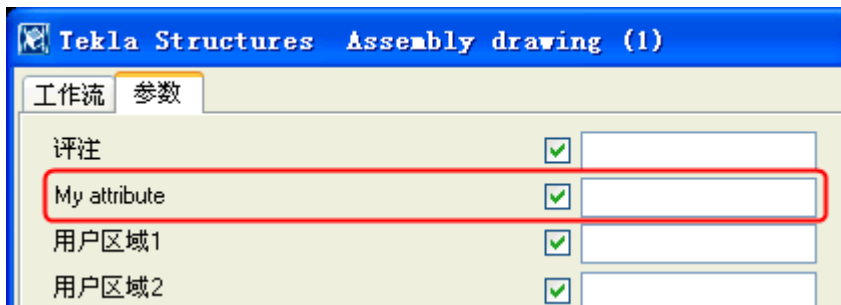 Tekla Structures Assembly drawing (1)
工作流 参数
评注
My attribute
用户区域1
用户区域2